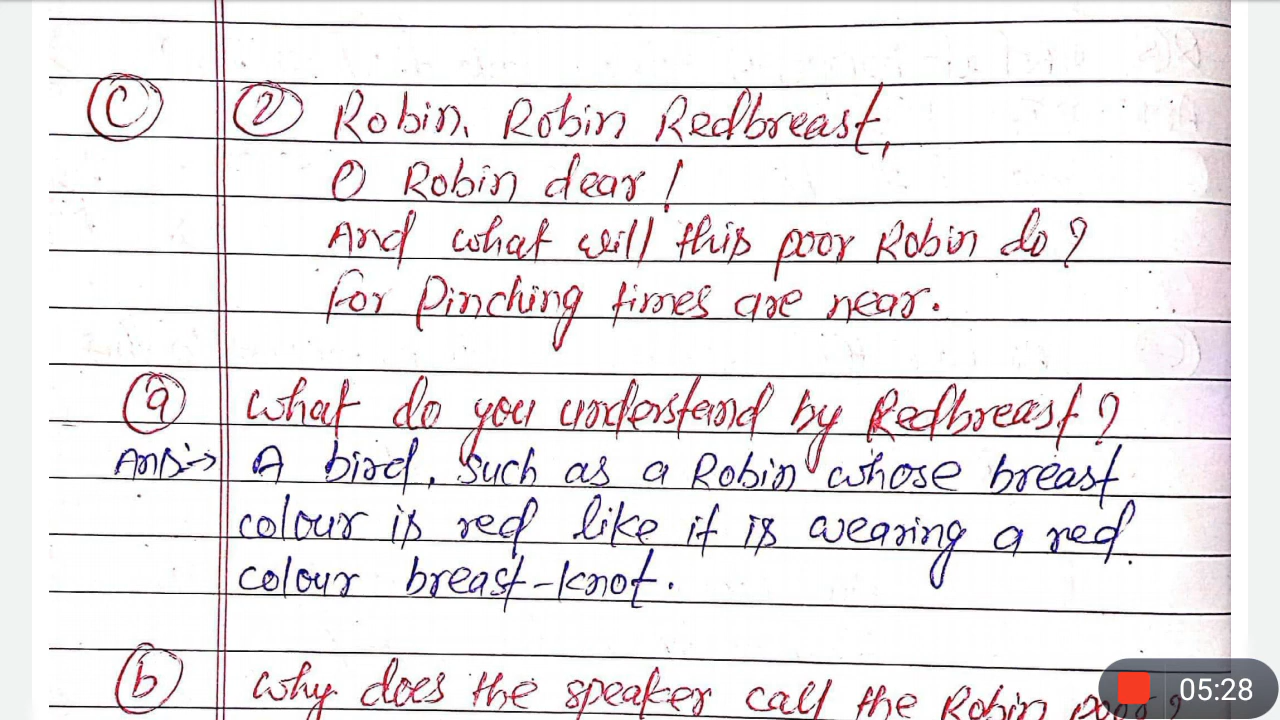 C 2 Robin, Robin Redbreast,
O Robin dear!
And what will this poor Robin do?
For Pinching times are near.
a What do you understand by Redbreast?
Ans:→ A bird, such as a Robin whose breast
colour is red like if is wearing a red
colour breast-knot.
b Why does the speaker call the Robin poor?
05:28